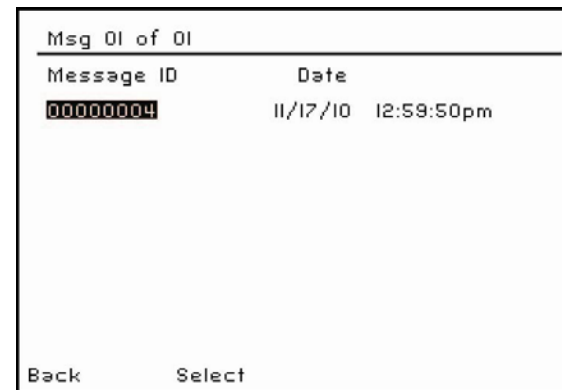 Msg 01 of 01
Message ID Date
00000004 11/17/10 12:59:50pm
Back Select